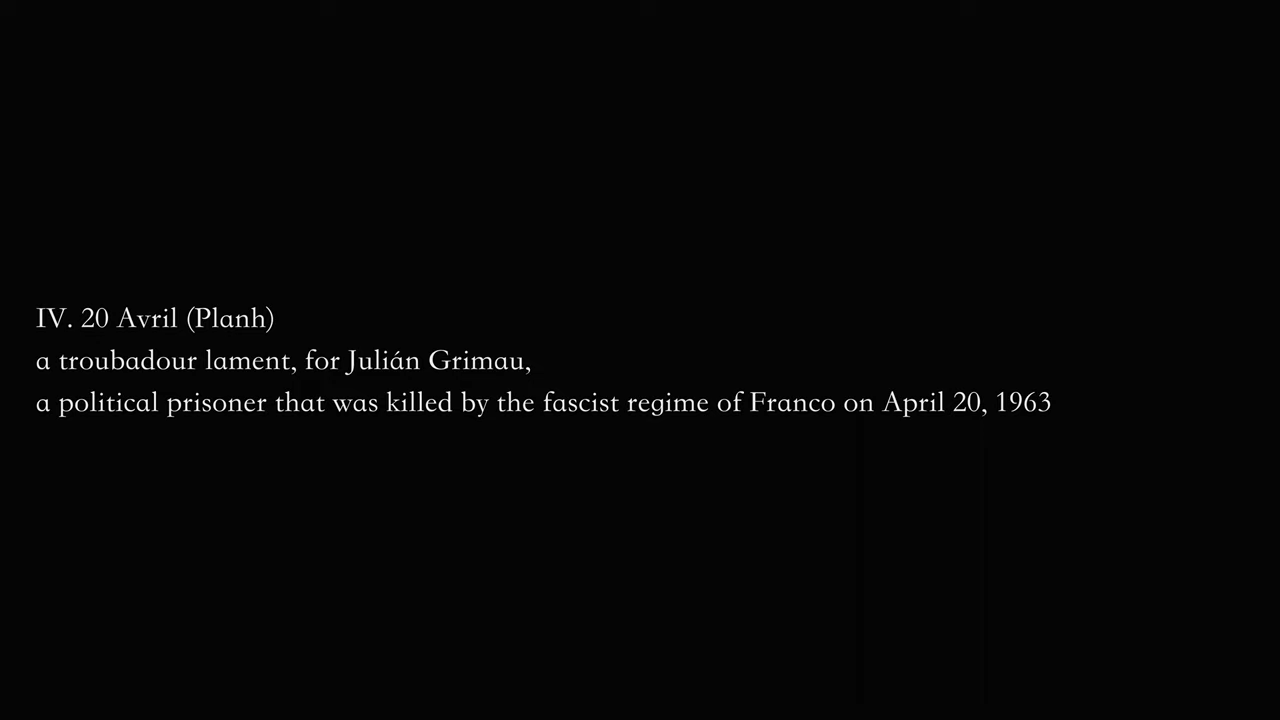 IV. 20 Avril (Planh)
a troubadour lament, for Julián Grimau,
a political prisoner that was killed by the fascist regime of Franco on April 20, 1963